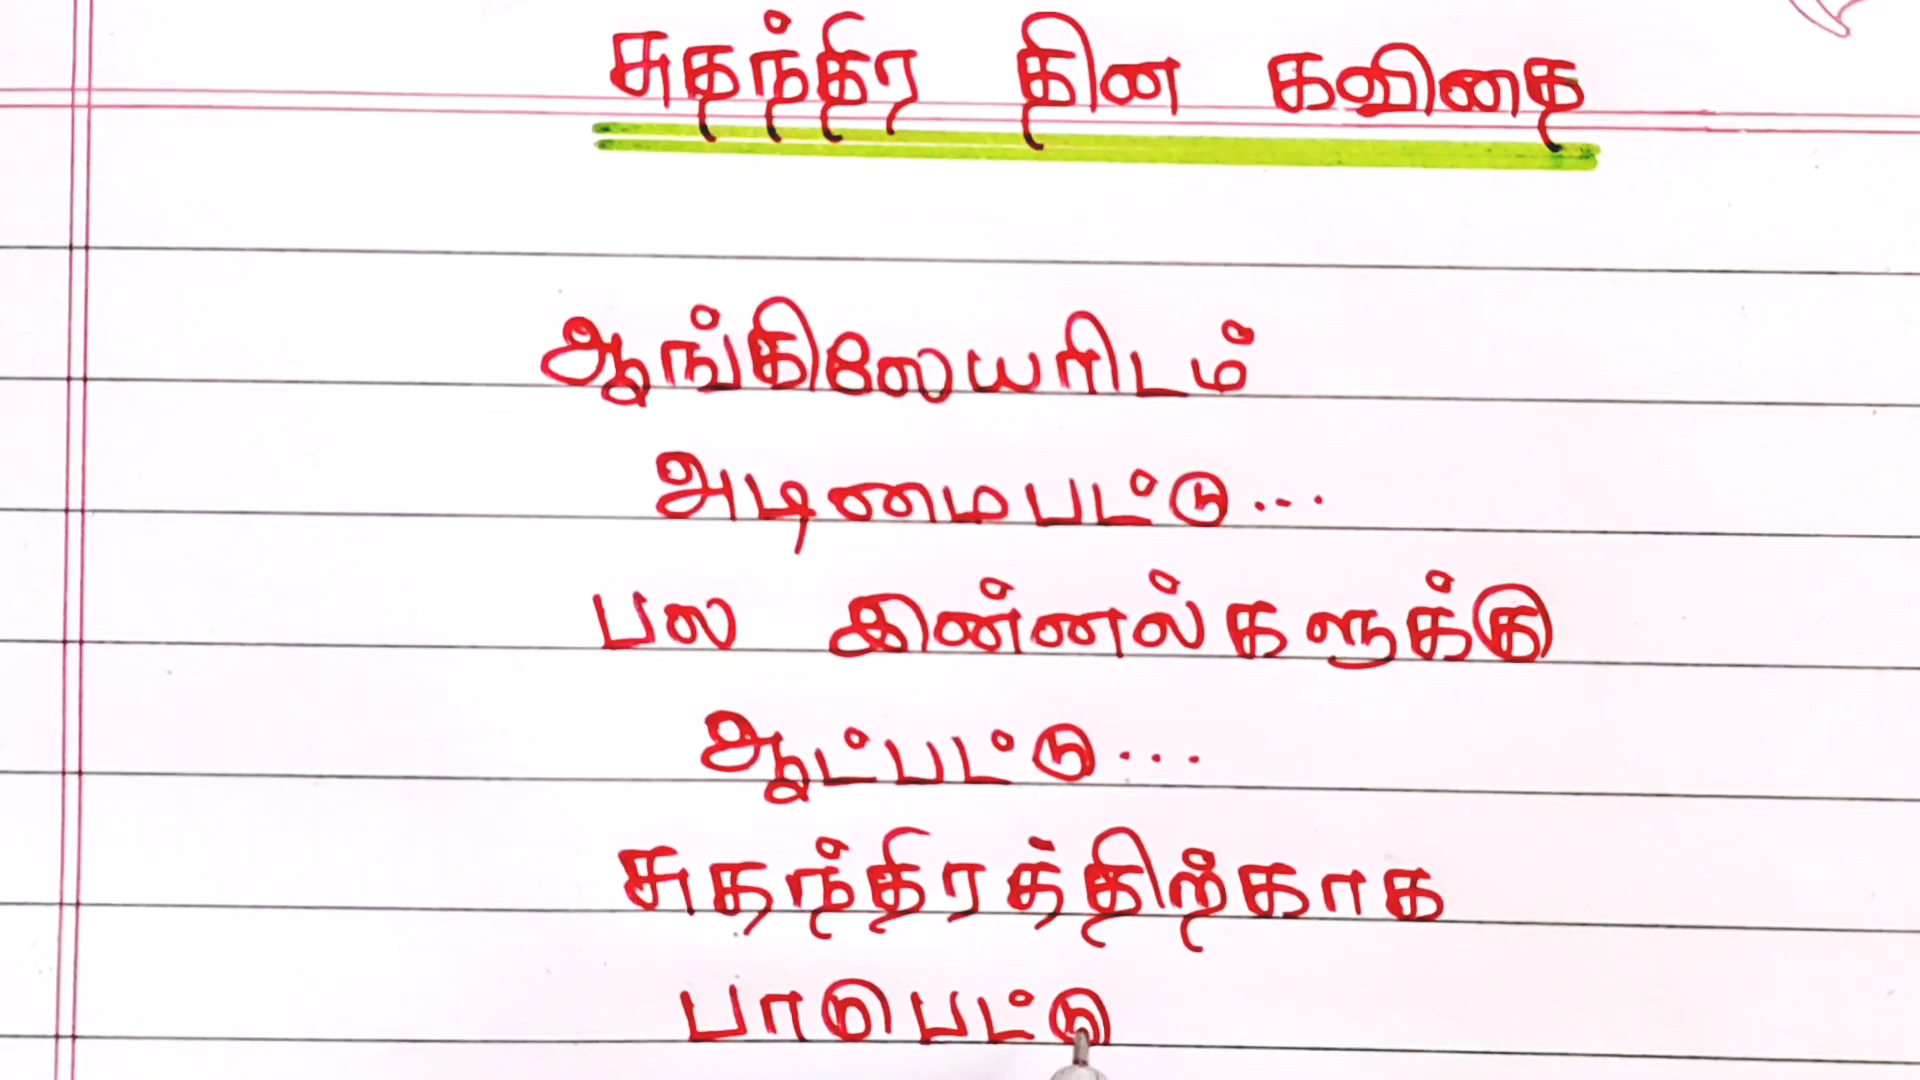 சுதந்திர தின கவிதை
ஆங்கிலேயரிடம்
அடிமைபட்டு...
பல இன்னல்களுக்கு
ஆட்பட்டு...
சுதந்திரத்திற்காக
பாடுபட்டு